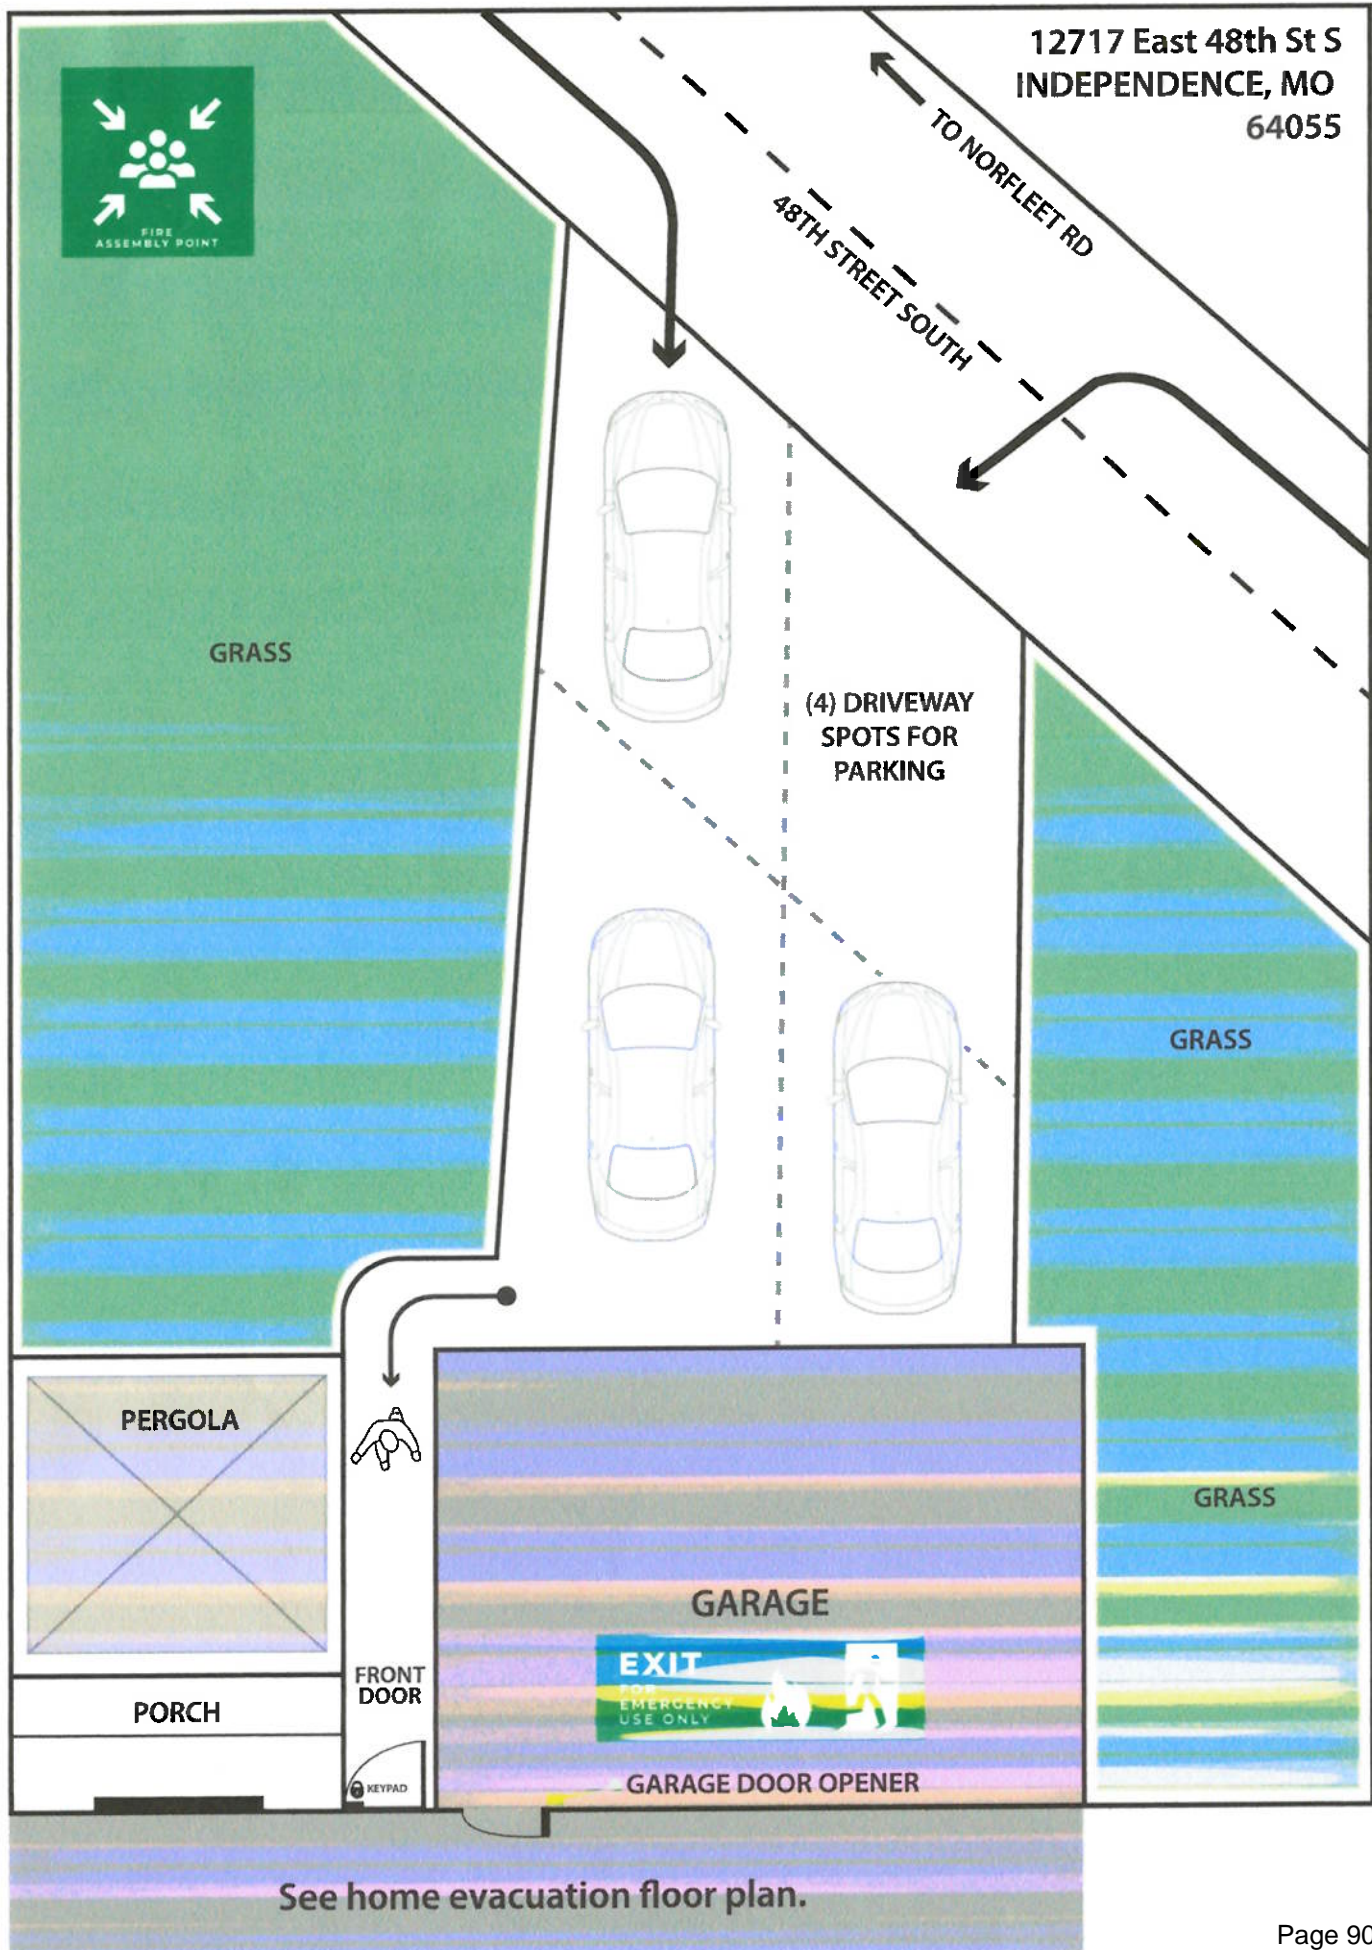 12717 East 48th St S
INDEPENDENCE, MO
64055
TO NORFLEET RD
48TH STREET SOUTH
FIRE
ASSEMBLY POINT
GRASS
(4) DRIVEWAY
SPOTS FOR
PARKING
GRASS
PERGOLA
GRASS
GARAGE
EXIT
FOR
EMERGENCY
USE ONLY
FRONT
DOOR
PORCH
KEYPAD
GARAGE DOOR OPENER
See home evacuation floor plan.
Page 90